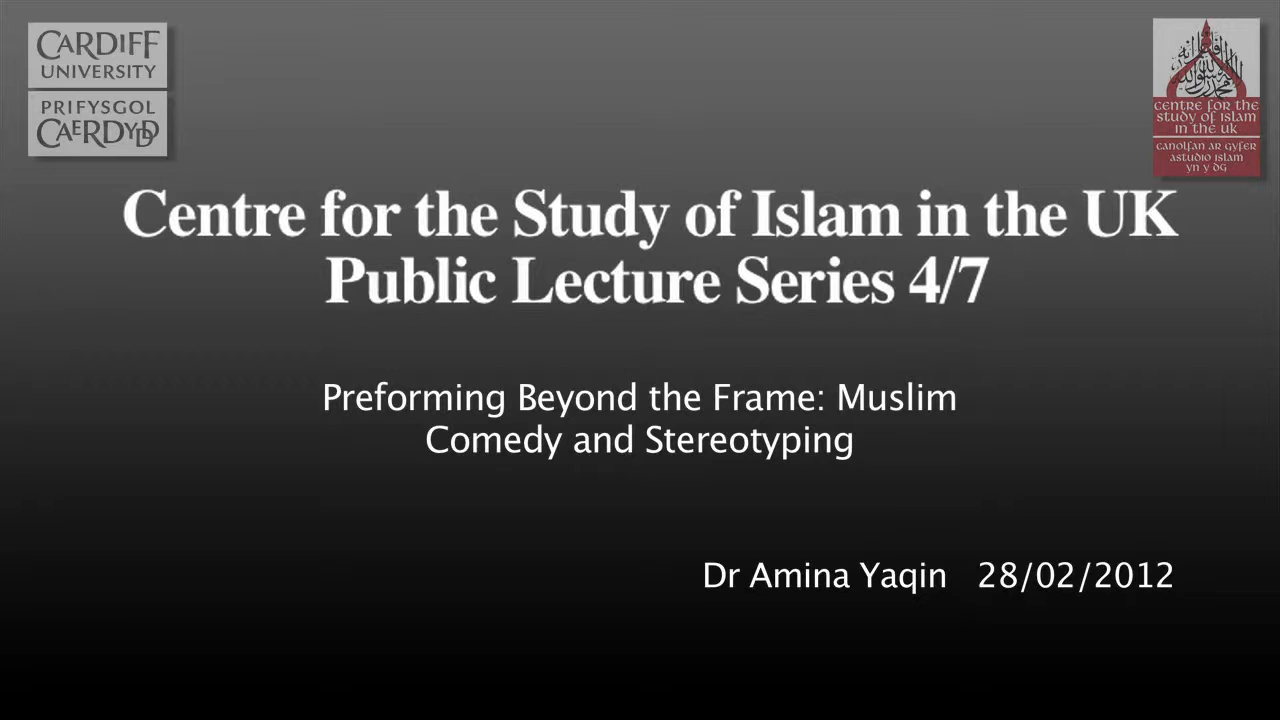 CARDIFF
UNIVERSITY
PRIFYSGOL
CAERDYDD
centre for the
study of islam
in the uk
canolfan ar gyfer
astudio islam
yn y dg
Centre for the Study of Islam in the UK
Public Lecture Series 4/7
Preforming Beyond the Frame: Muslim
Comedy and Stereotyping
Dr Amina Yaqin 28/02/2012